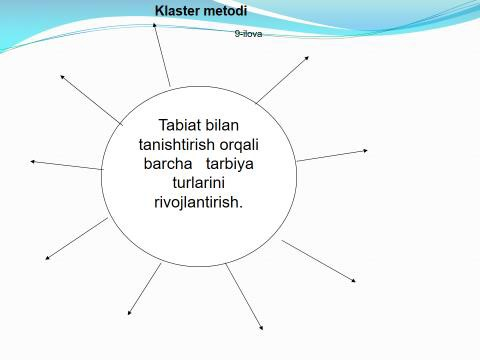 Klaster metodi
9-ilova
Tabiat bilan
tanishtirish orqali
barcha tarbiya
turlarini
rivojlantirish.